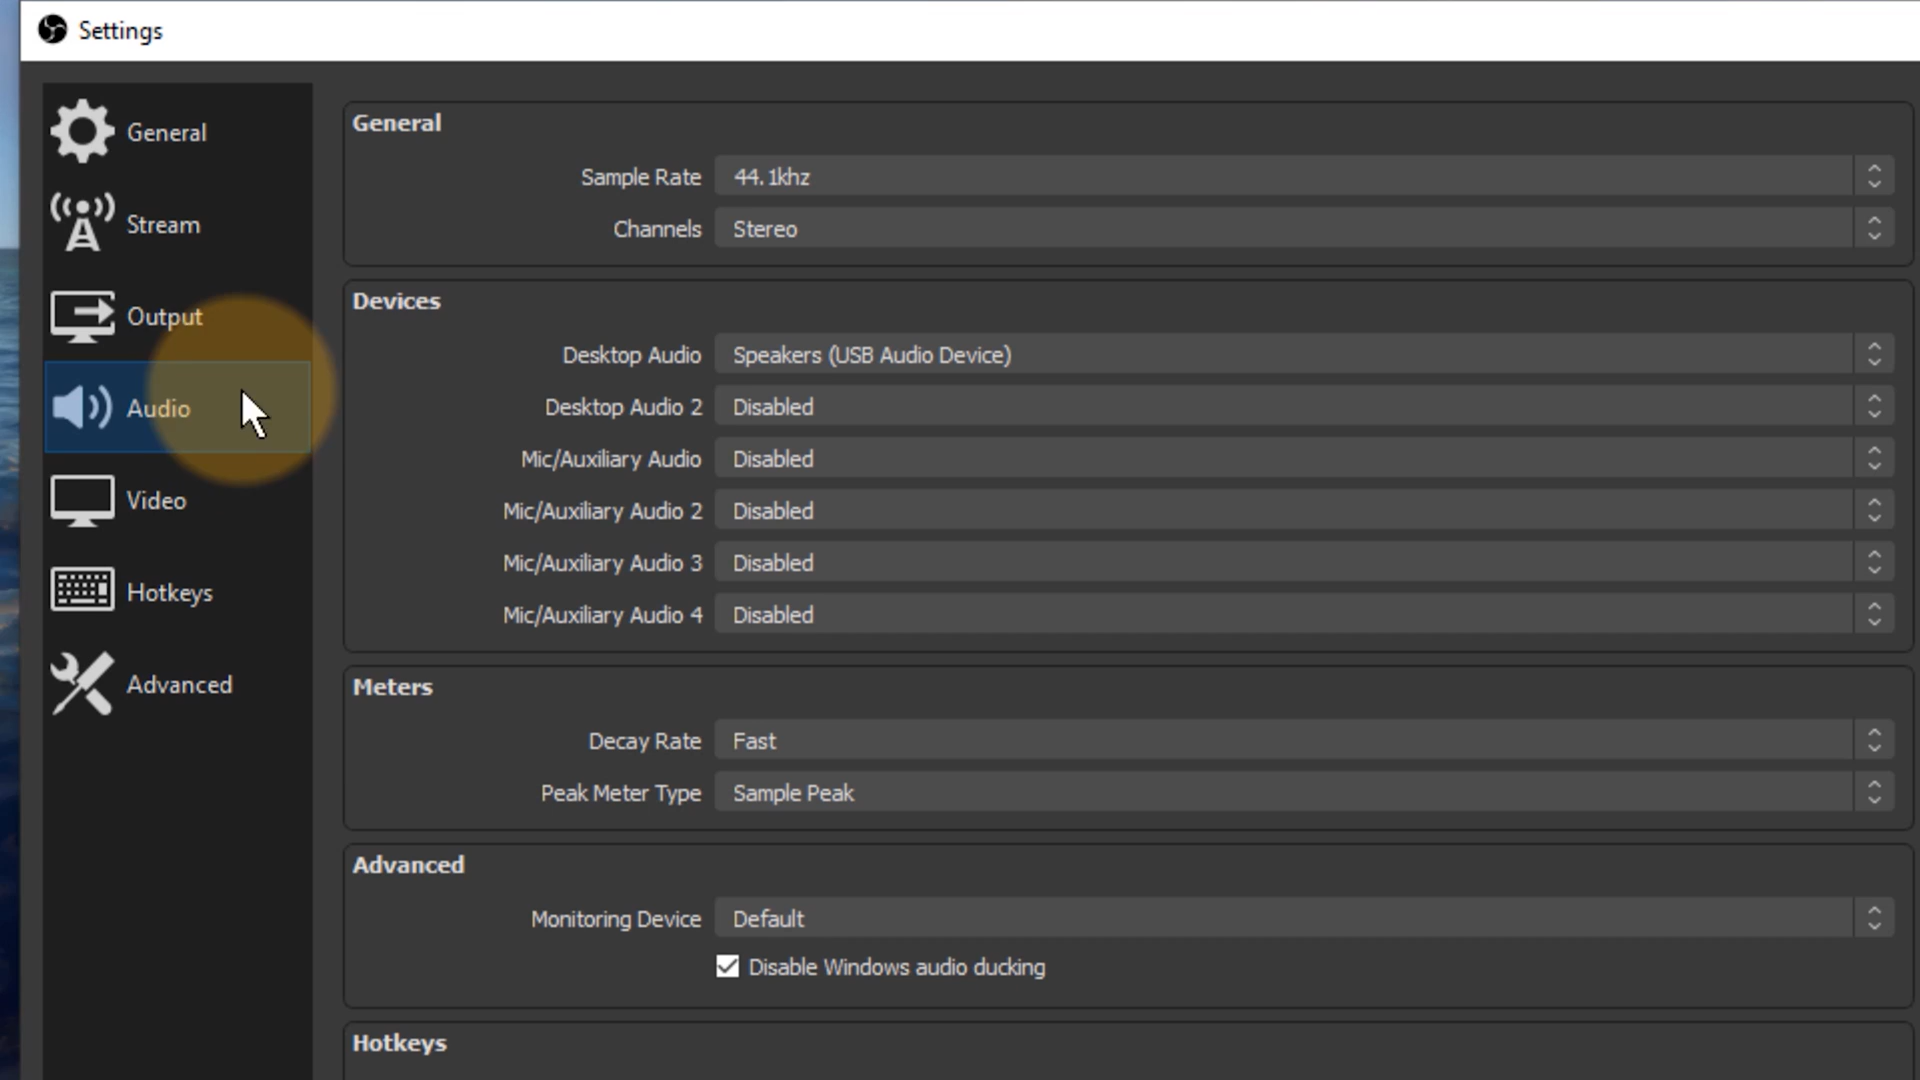 Settings
General
Stream
Output
Audio
Video
Hotkeys
Advanced
General
Sample Rate 44.1khz
Channels Stereo
Devices
Desktop Audio Speakers (USB Audio Device)
Desktop Audio 2 Disabled
Mic/Auxiliary Audio Disabled
Mic/Auxiliary Audio 2 Disabled
Mic/Auxiliary Audio 3 Disabled
Mic/Auxiliary Audio 4 Disabled
Meters
Decay Rate Fast
Peak Meter Type Sample Peak
Advanced
Monitoring Device Default
Disable Windows audio ducking
Hotkeys